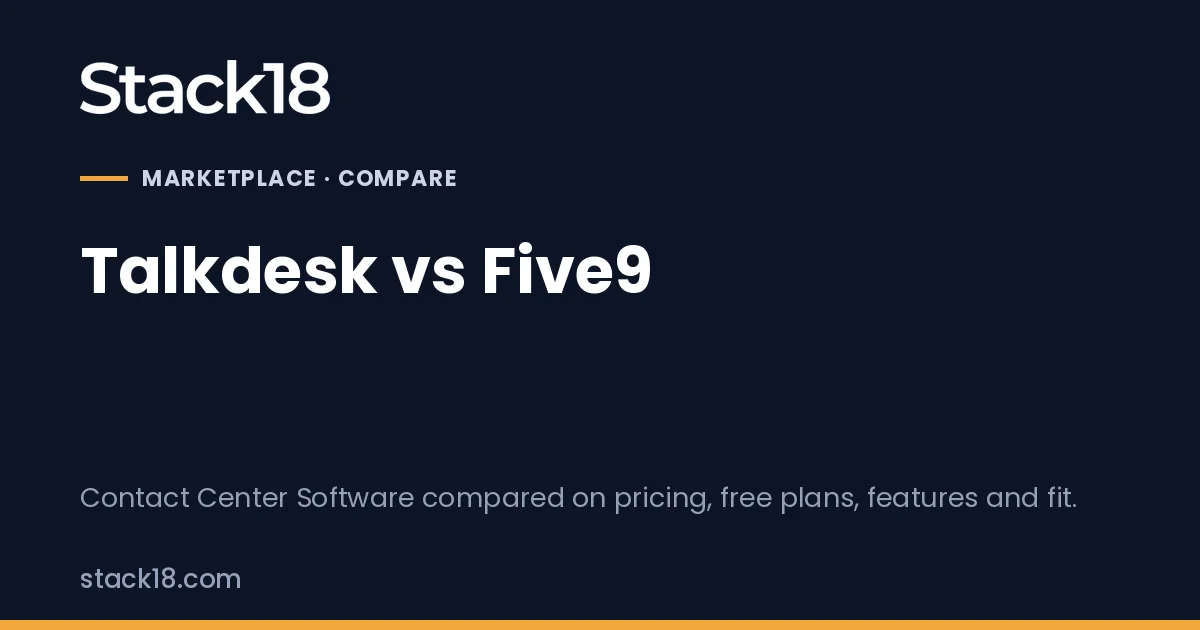 Stack18
MARKETPLACE · COMPARE
Talkdesk vs Five9
Contact Center Software compared on pricing, free plans, features and fit.
stack18.com